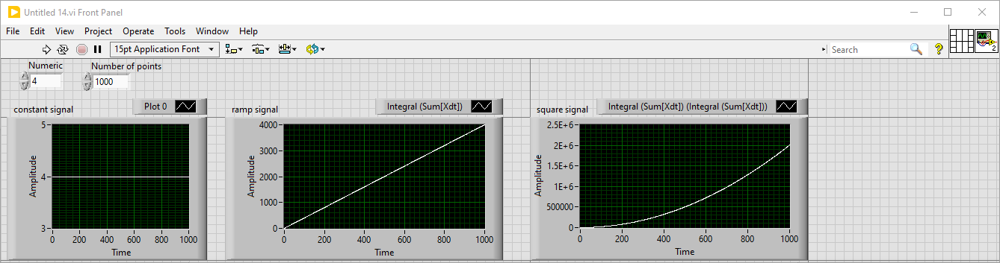 Untitled 14.vi Front Panel
File Edit View Project Operate Tools Window Help
15pt Application Font Search ? 2
Numeric Number of points
4 1000
constant signal Plot 0 ramp signal Integral (Sum[Xdt]) square signal Integral (Sum[Xdt]) (Integral (Sum[Xdt]))
Amplitude
5
4
3
0 200 400 600 800 1000
Time
Amplitude
4000
3000
2000
1000
0
0 200 400 600 800 1000
Time
Amplitude
2.5E+6
2E+6
1.5E+6
1E+6
500000
0
0 200 400 600 800 1000
Time